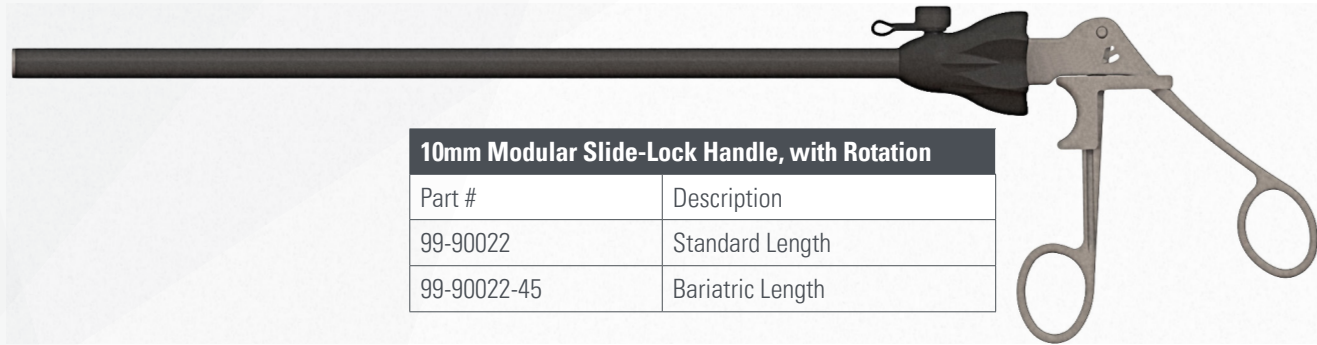 10mm Modular Slide-Lock Handle, with Rotation
Part # Description
99-90022 Standard Length
99-90022-45 Bariatric Length